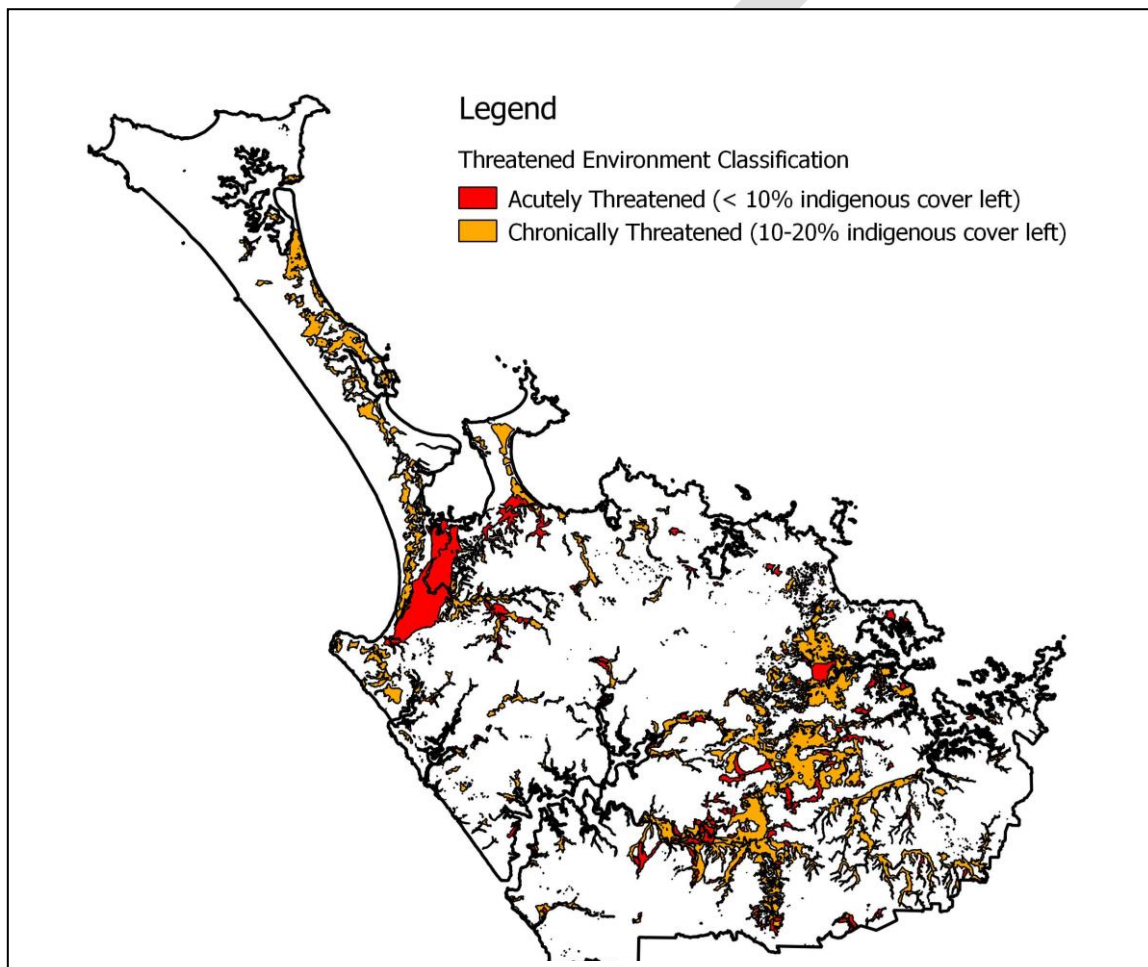 Legend
Threatened Environment Classification
Acutely Threatened (< 10% indigenous cover left)
Chronically Threatened (10-20% indigenous cover left)